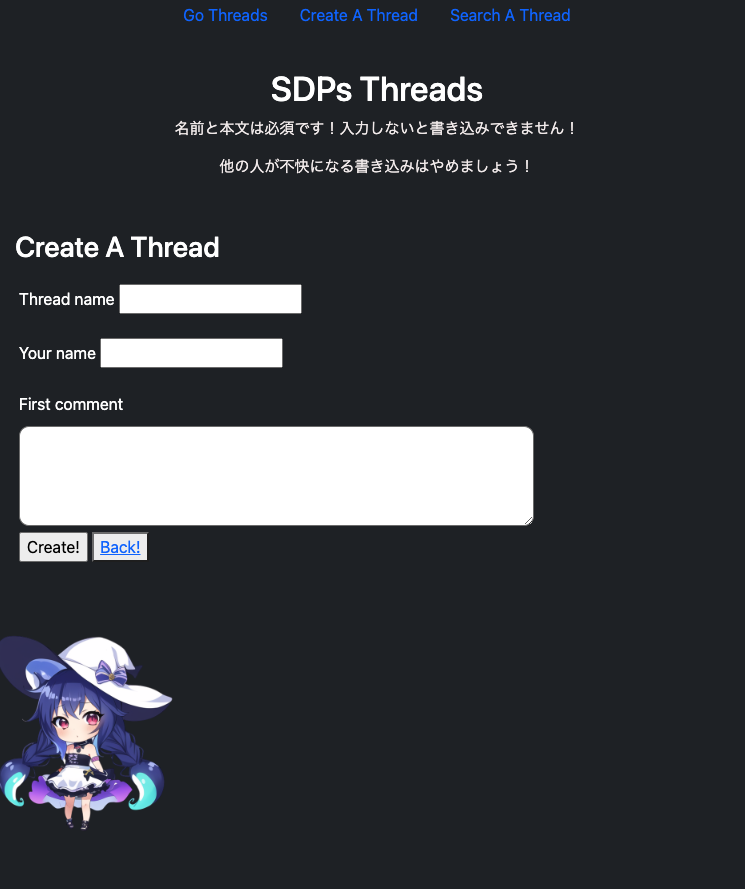 Go Threads Create A Thread Search A Thread
SDPs Threads
名前と本文は必須です！入力しないと書き込みできません！
他の人が不快になる書き込みはやめましょう！
Create A Thread
Thread name
Your name
First comment
Create! Back!